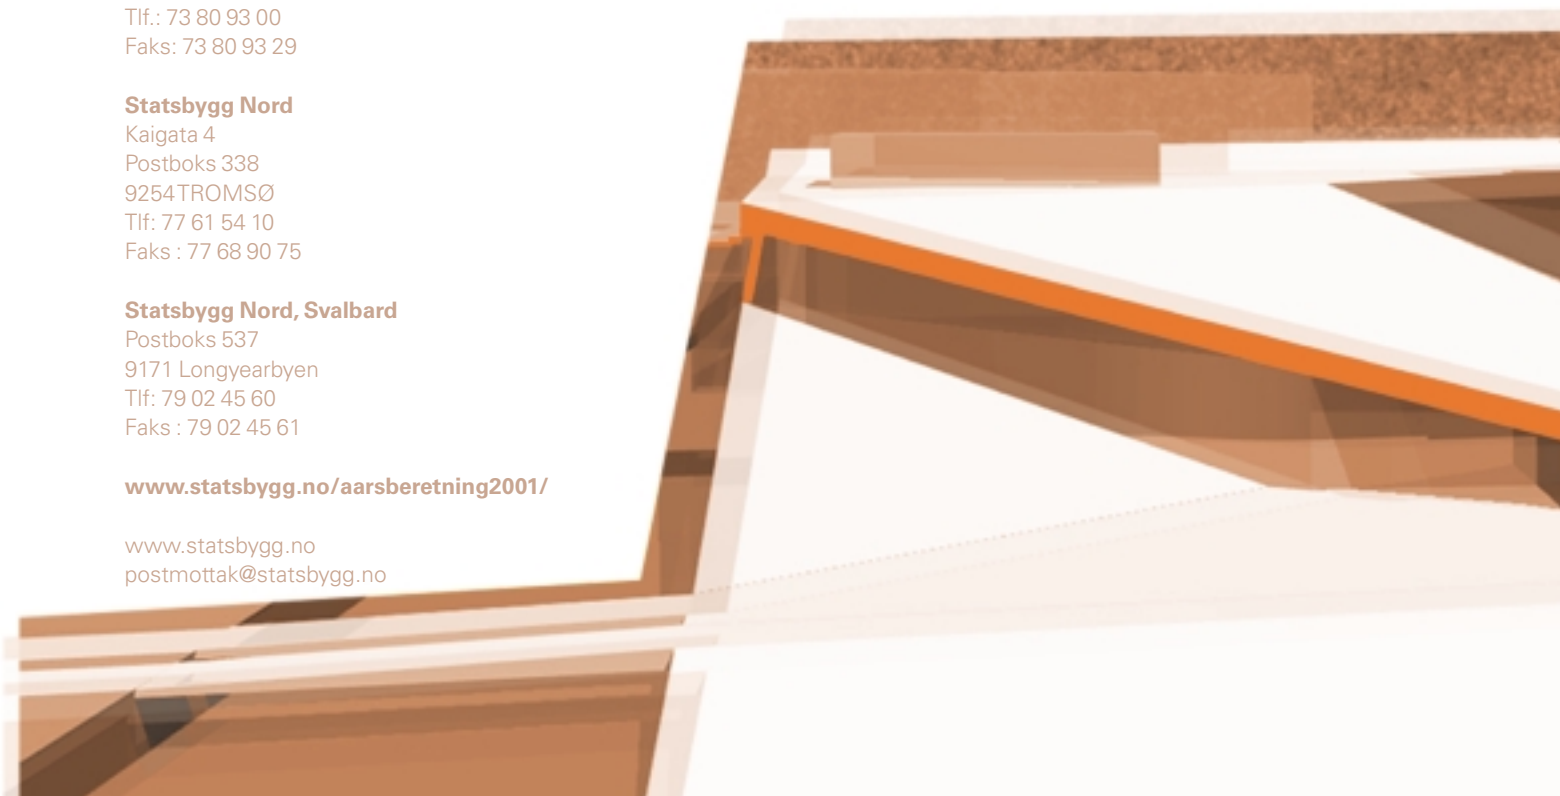 Tlf.: 73 80 93 00
Faks: 73 80 93 29
Statsbygg Nord
Kaigata 4
Postboks 338
9254 TROMSØ
Tlf: 77 61 54 10
Faks : 77 68 90 75
Statsbygg Nord, Svalbard
Postboks 537
9171 Longyearbyen
Tlf: 79 02 45 60
Faks : 79 02 45 61
www.statsbygg.no/aarsberetning2001/
www.statsbygg.no
postmottak@statsbygg.no